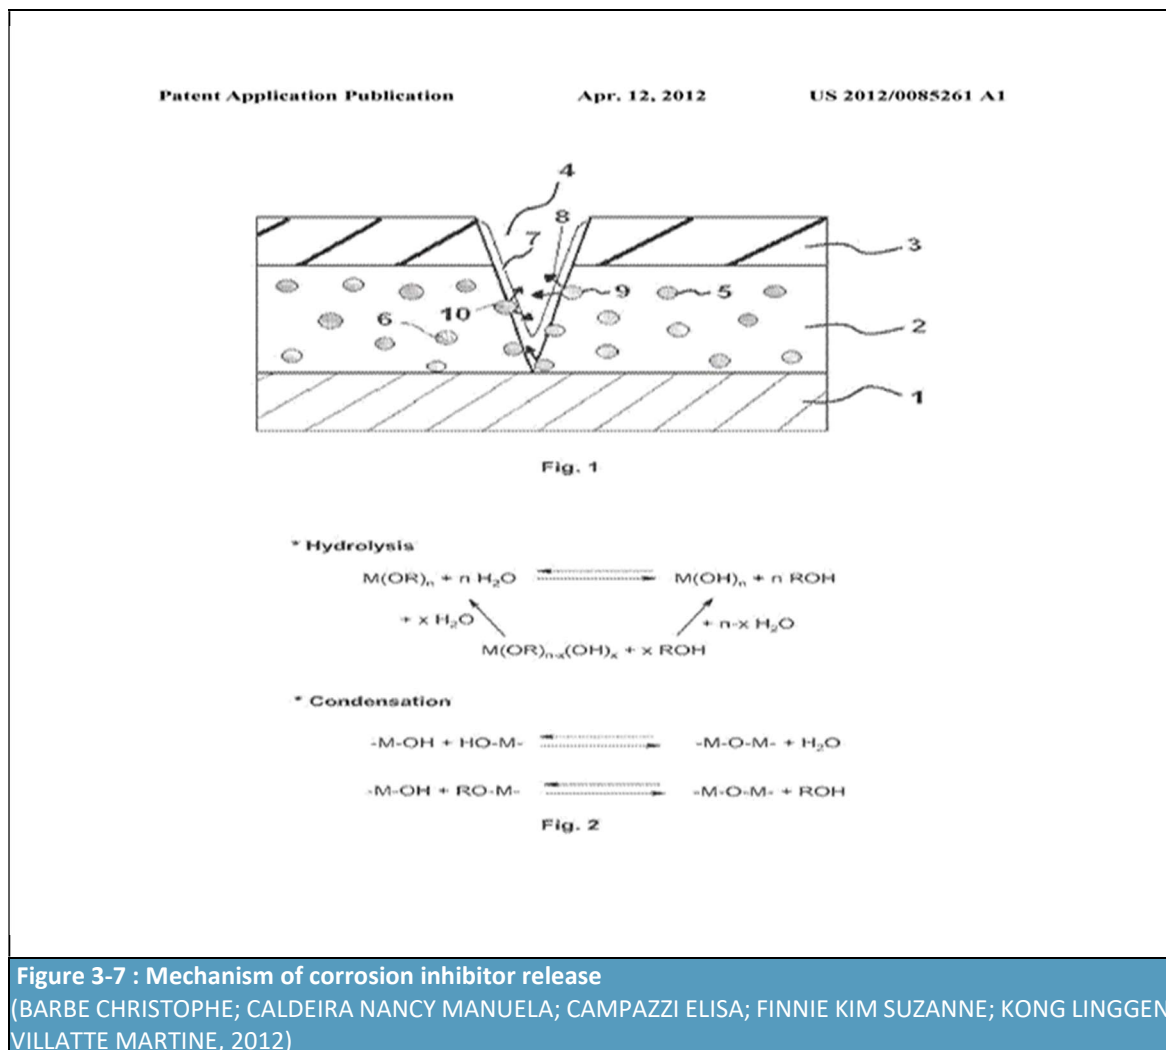 Patent Application Publication Apr. 12, 2012 US 2012/0085261 A1
4
8
7
3
9
5
10
6
2
1
Fig. 1
* Hydrolysis
M(OR)n + n H2O M(OH)n + n ROH
+ x H2O + n-x H2O
M(OR)n-x(OH)x + x ROH
* Condensation
-M-OH + HO-M- -M-O-M- + H2O
-M-OH + RO-M- -M-O-M- + ROH
Fig. 2
Figure 3-7 : Mechanism of corrosion inhibitor release
(BARBE CHRISTOPHE; CALDEIRA NANCY MANUELA; CAMPAZZI ELISA; FINNIE KIM SUZANNE; KONG LINGGEN
VILLATTE MARTINE, 2012)